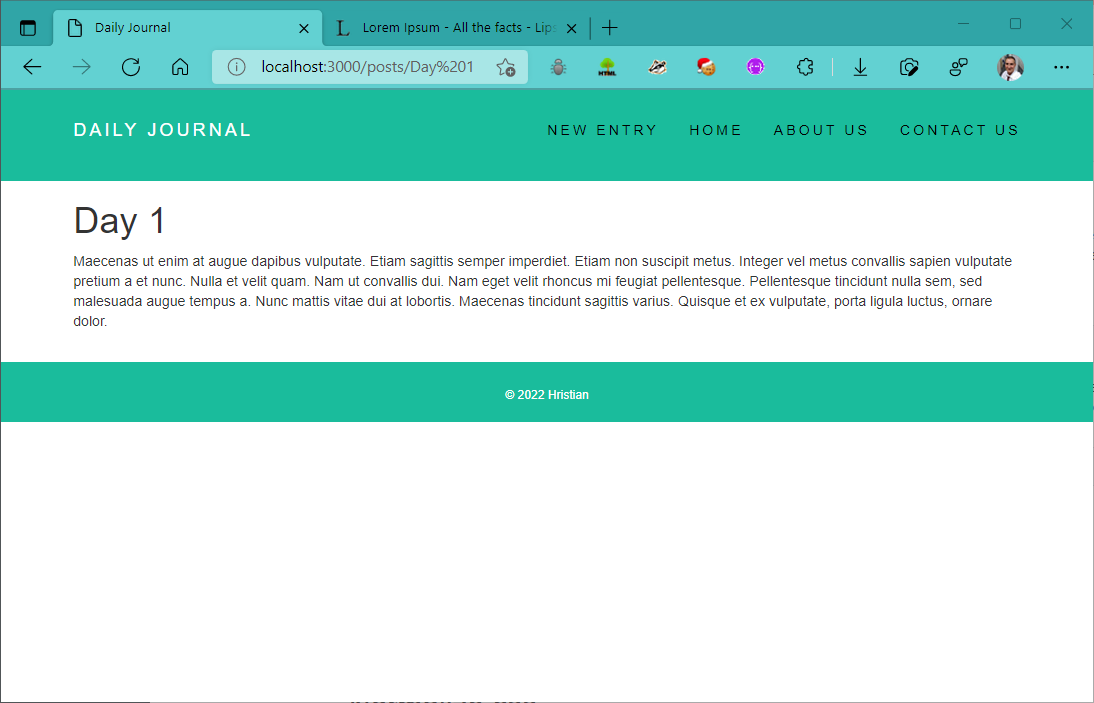 Daily Journal
Lorem Ipsum - All the facts - Lip
localhost:3000/posts/Day%201
HTML
DAILY JOURNAL
NEW ENTRY
HOME
ABOUT US
CONTACT US
Day 1
Maecenas ut enim at augue dapibus vulputate. Etiam sagittis semper imperdiet. Etiam non suscipit metus. Integer vel metus convallis sapien vulputate
pretium a et nunc. Nulla et velit quam. Nam ut convallis dui. Nam eget velit rhoncus mi feugiat pellentesque. Pellentesque tincidunt nulla sem, sed
malesuada augue tempus a. Nunc mattis vitae dui at lobortis. Maecenas tincidunt sagittis varius. Quisque et ex vulputate, porta ligula luctus, ornare
dolor.
© 2022 Hristian